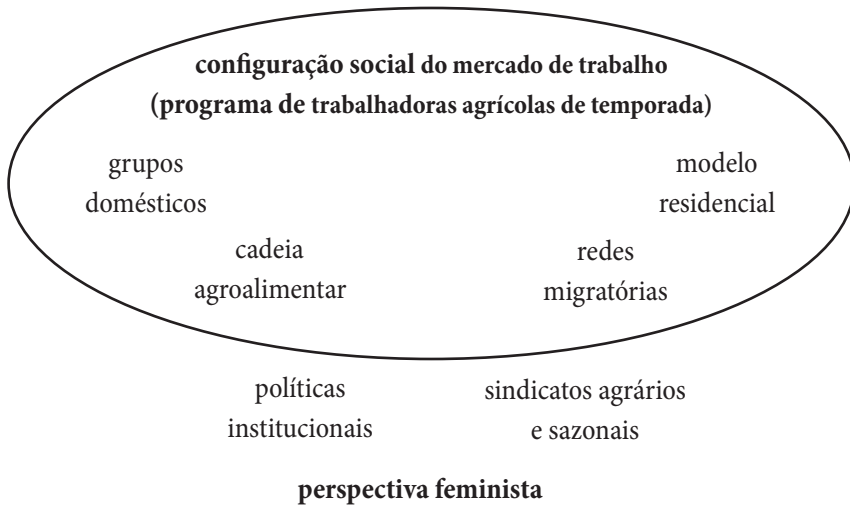 configuração social do mercado de trabalho
(programa de trabalhadoras agrícolas de temporada)
grupos
domésticos
modelo
residencial
cadeia
agroalimentar
redes
migratórias
políticas
institucionais
sindicatos agrários
e sazonais
perspectiva feminista